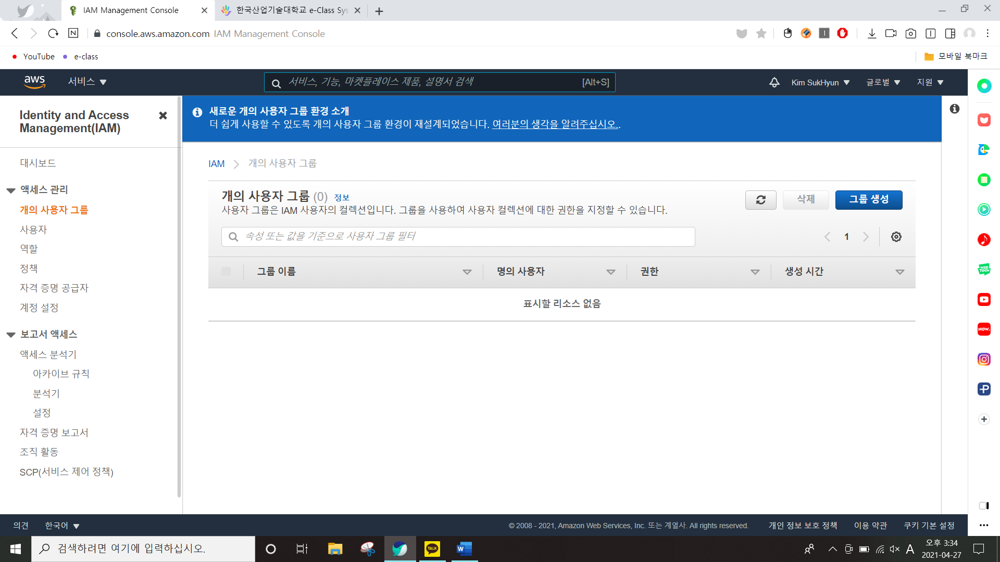 IAM Management Console
한국산업기술대학교 e-Class Sys
console.aws.amazon.com IAM Management Console
YouTube
e-class
모바일 북마크
aws
서비스
서비스, 기능, 마켓플레이스 제품, 설명서 검색
[Alt+S]
Kim SukHyun
글로벌
지원
Identity and Access
Management(IAM)
대시보드
액세스 관리
개의 사용자 그룹
사용자
역할
정책
자격 증명 공급자
계정 설정
보고서 액세스
액세스 분석기
아카이브 규칙
분석기
설정
자격 증명 보고서
조직 활동
SCP(서비스 제어 정책)
새로운 개의 사용자 그룹 환경 소개
더 쉽게 사용할 수 있도록 개의 사용자 그룹 환경이 재설계되었습니다. 여러분의 생각을 알려주십시오..
IAM
개의 사용자 그룹
개의 사용자 그룹 (0) 정보
사용자 그룹은 IAM 사용자의 컬렉션입니다. 그룹을 사용하여 사용자 컬렉션에 대한 권한을 지정할 수 있습니다.
삭제
그룹 생성
속성 또는 값을 기준으로 사용자 그룹 필터
1
그룹 이름
명의 사용자
권한
생성 시간
표시할 리소스 없음
WEB
TOON
NOW.
의견
한국어
© 2008 - 2021, Amazon Web Services, Inc. 또는 계열사. All rights reserved.
개인 정보 보호 정책
이용 약관
쿠키 기본 설정
검색하려면 여기에 입력하십시오.
TALK
W
A
오후 3:34
2021-04-27